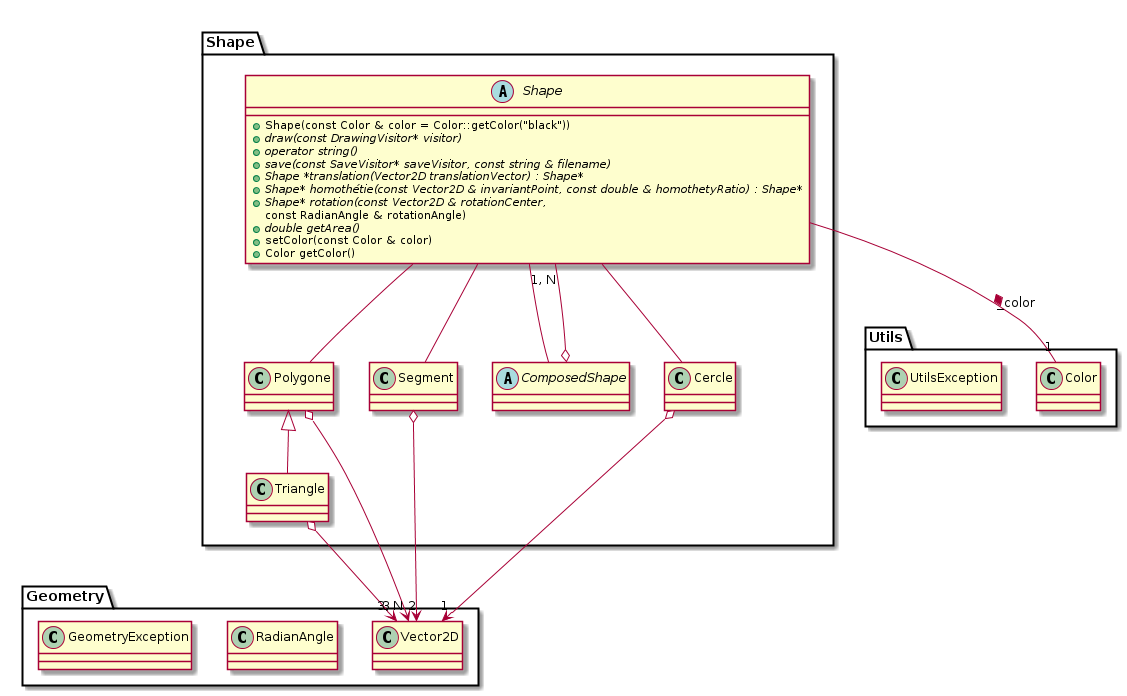 Shape
A Shape
Shape(const Color & color = Color::getColor("black"))
draw(const DrawingVisitor* visitor)
operator string()
save(const SaveVisitor* saveVisitor, const string & filename)
Shape *translation(Vector2D translationVector) : Shape*
Shape* homothétie(const Vector2D & invariantPoint, const double & homothetyRatio) : Shape*
Shape* rotation(const Vector2D & rotationCenter,
const RadianAngle & rotationAngle)
double getArea()
setColor(const Color & color)
Color getColor()
1, N
_color
Utils
1
C Polygone
C Segment
A ComposedShape
C Cercle
C UtilsException
C Color
C Triangle
Geometry
3
3 N
2
1
C GeometryException
C RadianAngle
C Vector2D